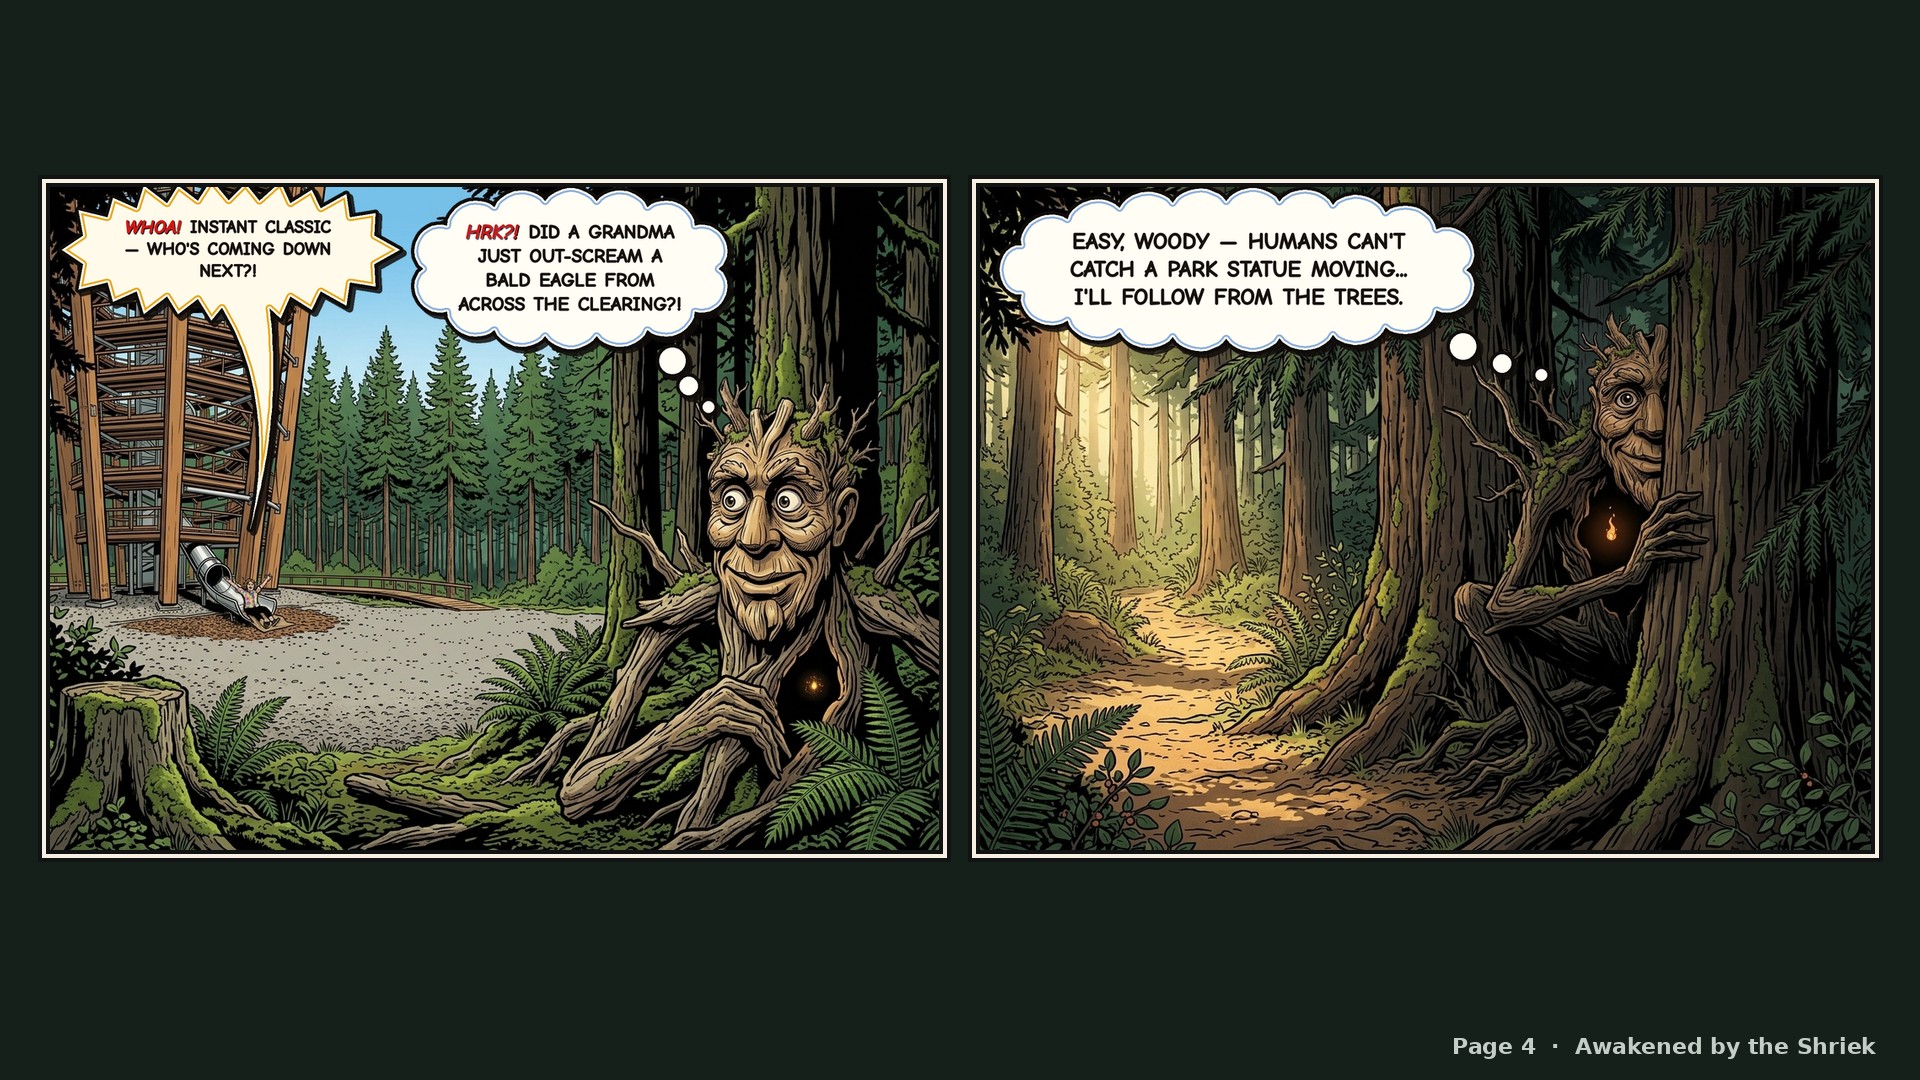 WHOA! INSTANT CLASSIC
— WHO'S COMING DOWN
NEXT?!
HRK?! DID A GRANDMA
JUST OUT-SCREAM A
BALD EAGLE FROM
ACROSS THE CLEARING?!
EASY, WOODY — HUMANS CAN'T
CATCH A PARK STATUE MOVING...
I'LL FOLLOW FROM THE TREES.
Page 4 · Awakened by the Shriek